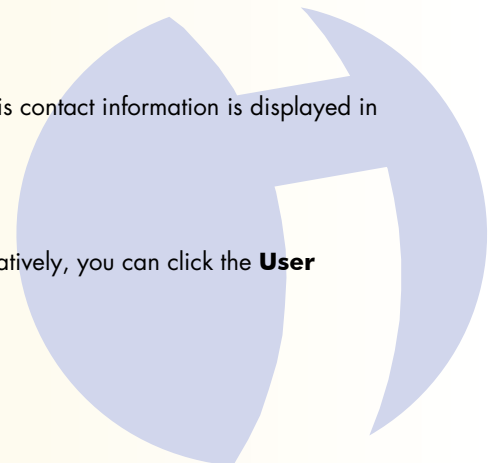 is contact information is displayed in
atively, you can click the User